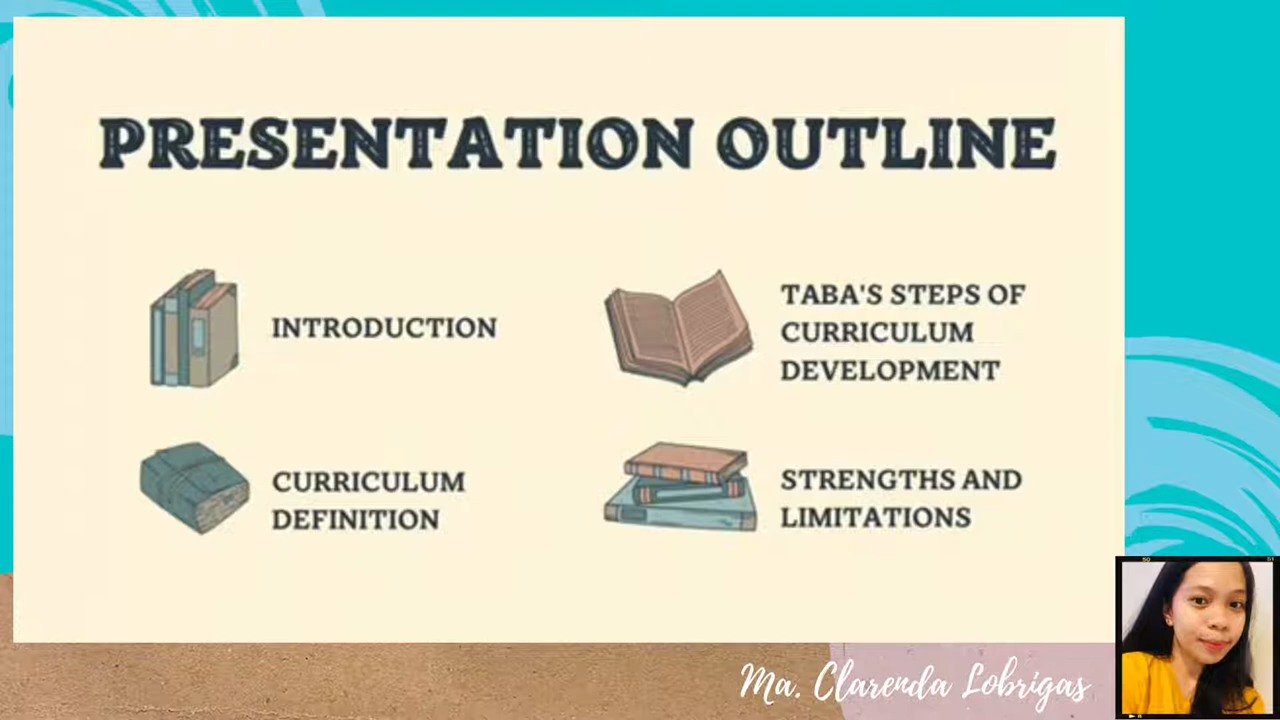 PRESENTATION OUTLINE
INTRODUCTION
TABA'S STEPS OF
CURRICULUM
DEVELOPMENT
CURRICULUM
DEFINITION
STRENGTHS AND
LIMITATIONS
Ma. Clarenda Lobrigas